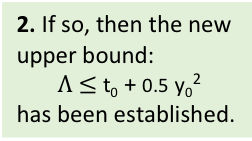 2. If so, then the new
upper bound:
Λ ≤ t₀ + 0.5 y₀²
has been established.